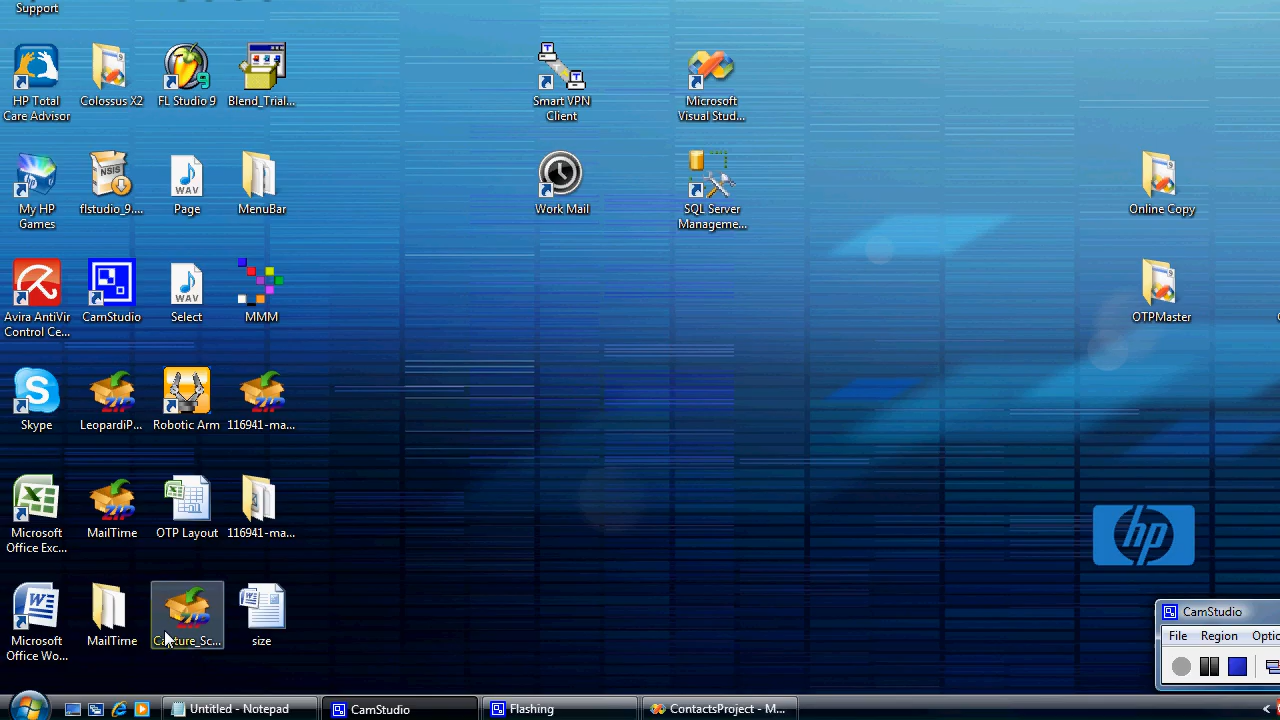 Support
HP Total
Care Advisor
Colossus X2
FL Studio 9
Blend_Trial...
Smart VPN
Client
Microsoft
Visual Stud...
My HP
Games
flstudio_9....
WAV
Page
MenuBar
Work Mail
SQL Server
Manageme...
Online Copy
Avira AntiVir
Control Ce...
CamStudio
WAV
Select
MMM
OTPMaster
Skype
LeopardiP...
Robotic Arm
116941-ma...
Microsoft
Office Exc...
MailTime
OTP Layout
116941-ma...
hp
Microsoft
Office Wo...
MailTime
Capture_Sc...
size
CamStudio
File Region Optio
Untitled - Notepad
CamStudio
Flashing
ContactsProject - M...